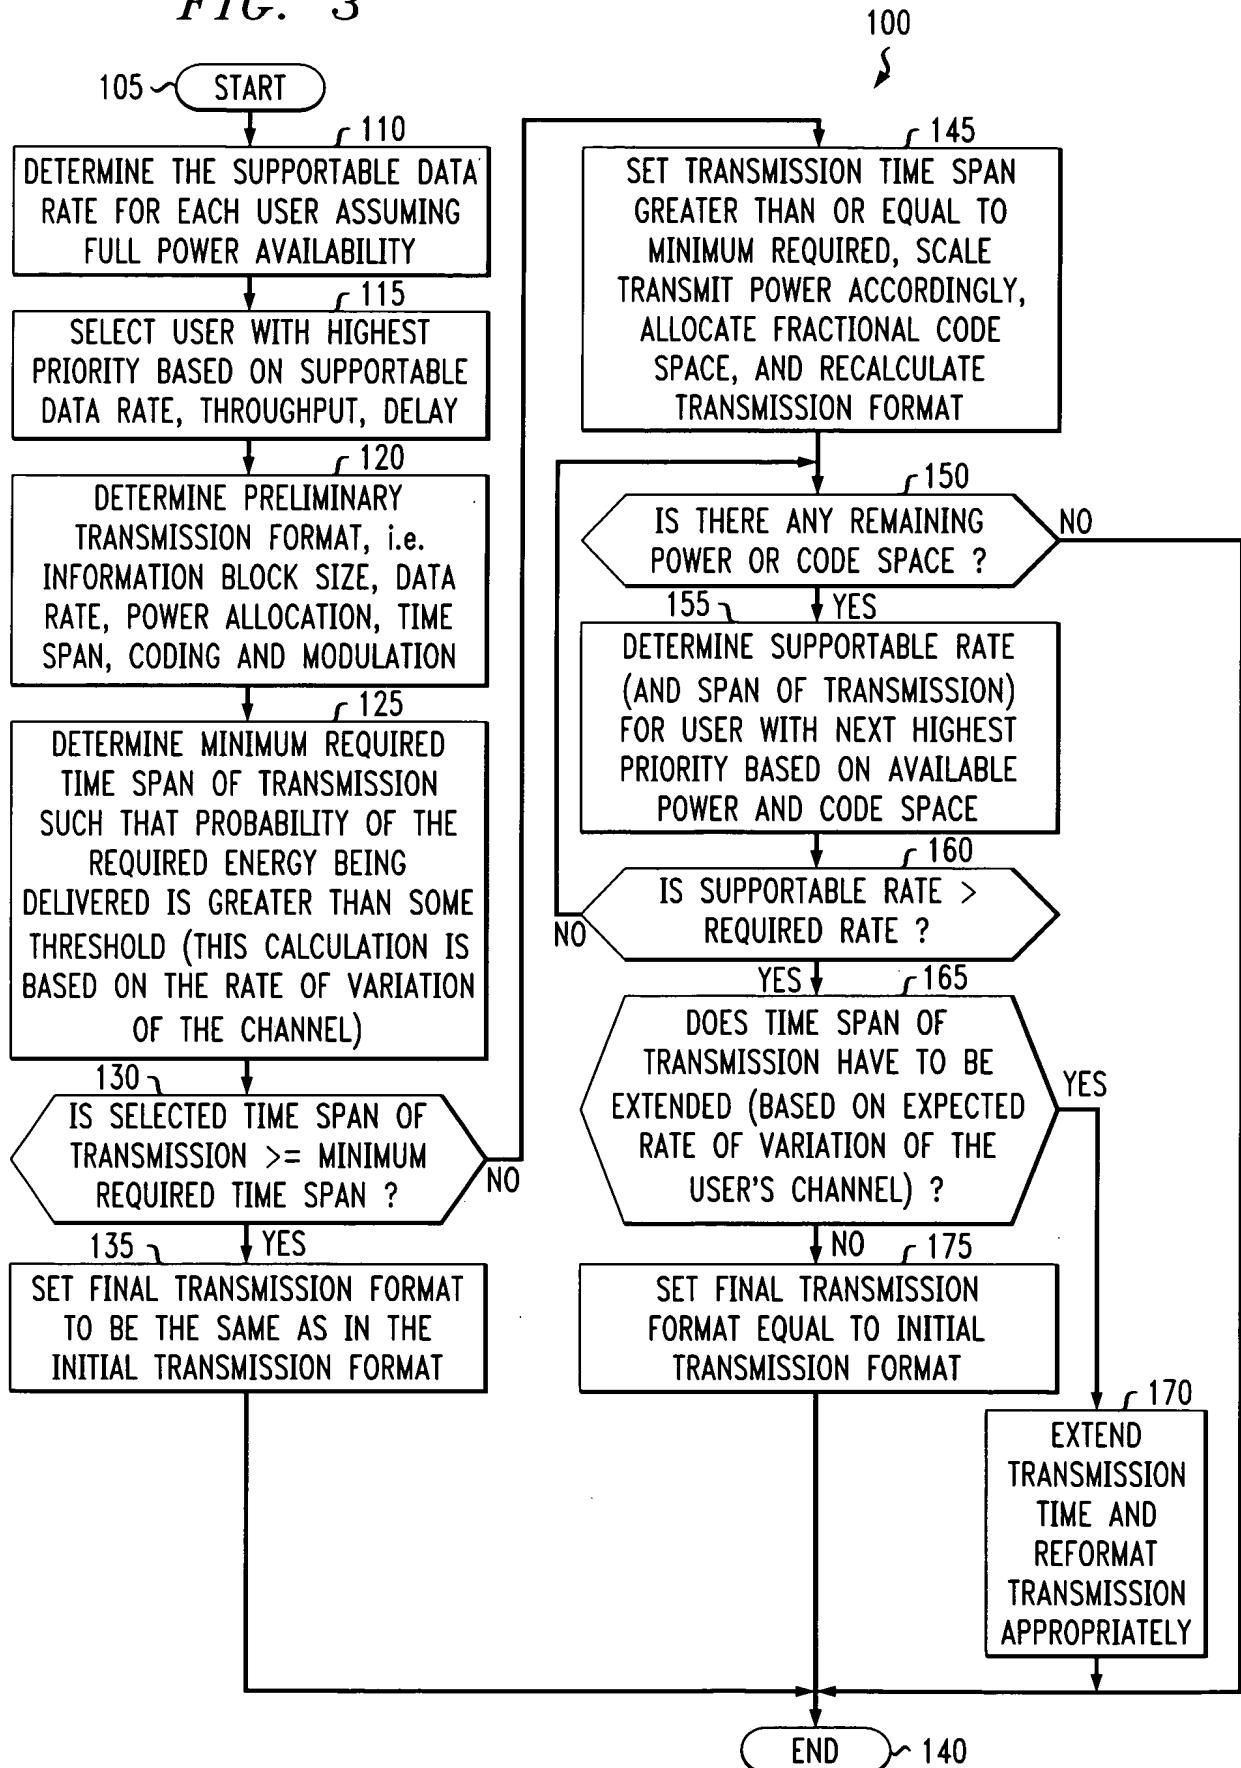 FIG. 3
100
105
START
110
DETERMINE THE SUPPORTABLE DATA
RATE FOR EACH USER ASSUMING
FULL POWER AVAILABILITY
115
SELECT USER WITH HIGHEST
PRIORITY BASED ON SUPPORTABLE
DATA RATE, THROUGHPUT, DELAY
120
DETERMINE PRELIMINARY
TRANSMISSION FORMAT, i.e.
INFORMATION BLOCK SIZE, DATA
RATE, POWER ALLOCATION, TIME
SPAN, CODING AND MODULATION
125
DETERMINE MINIMUM REQUIRED
TIME SPAN OF TRANSMISSION
SUCH THAT PROBABILITY OF THE
REQUIRED ENERGY BEING
DELIVERED IS GREATER THAN SOME
THRESHOLD (THIS CALCULATION IS
BASED ON THE RATE OF VARIATION
OF THE CHANNEL)
130
IS SELECTED TIME SPAN OF
TRANSMISSION >= MINIMUM
REQUIRED TIME SPAN ?
NO
YES
135
SET FINAL TRANSMISSION FORMAT
TO BE THE SAME AS IN THE
INITIAL TRANSMISSION FORMAT
145
SET TRANSMISSION TIME SPAN
GREATER THAN OR EQUAL TO
MINIMUM REQUIRED, SCALE
TRANSMIT POWER ACCORDINGLY,
ALLOCATE FRACTIONAL CODE
SPACE, AND RECALCULATE
TRANSMISSION FORMAT
150
IS THERE ANY REMAINING
POWER OR CODE SPACE ?
NO
YES
155
DETERMINE SUPPORTABLE RATE
(AND SPAN OF TRANSMISSION)
FOR USER WITH NEXT HIGHEST
PRIORITY BASED ON AVAILABLE
POWER AND CODE SPACE
160
IS SUPPORTABLE RATE >
REQUIRED RATE ?
NO
YES
165
DOES TIME SPAN OF
TRANSMISSION HAVE TO BE
EXTENDED (BASED ON EXPECTED
RATE OF VARIATION OF THE
USER'S CHANNEL) ?
YES
NO
175
SET FINAL TRANSMISSION
FORMAT EQUAL TO INITIAL
TRANSMISSION FORMAT
170
EXTEND
TRANSMISSION
TIME AND
REFORMAT
TRANSMISSION
APPROPRIATELY
END
140